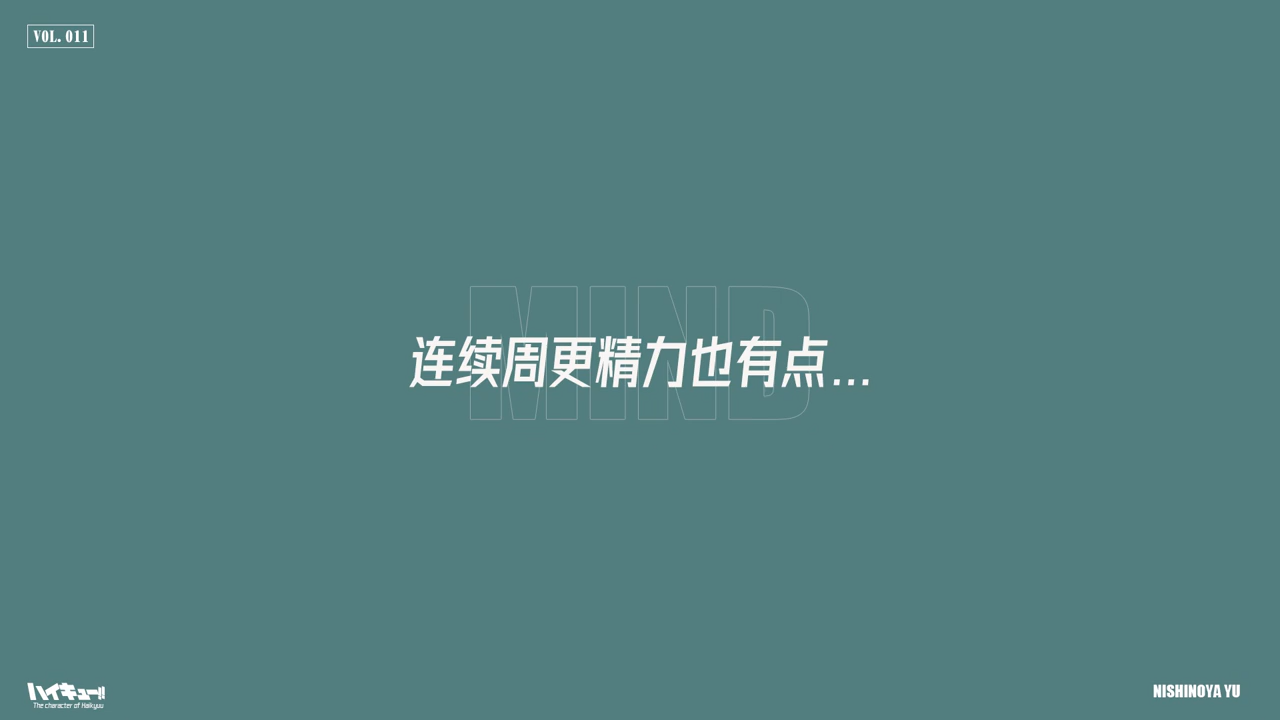 VOL. 011
MIND
连续周更精力也有点...
ハイキュー!!
The character of Haikyuu
NISHINOYA YU